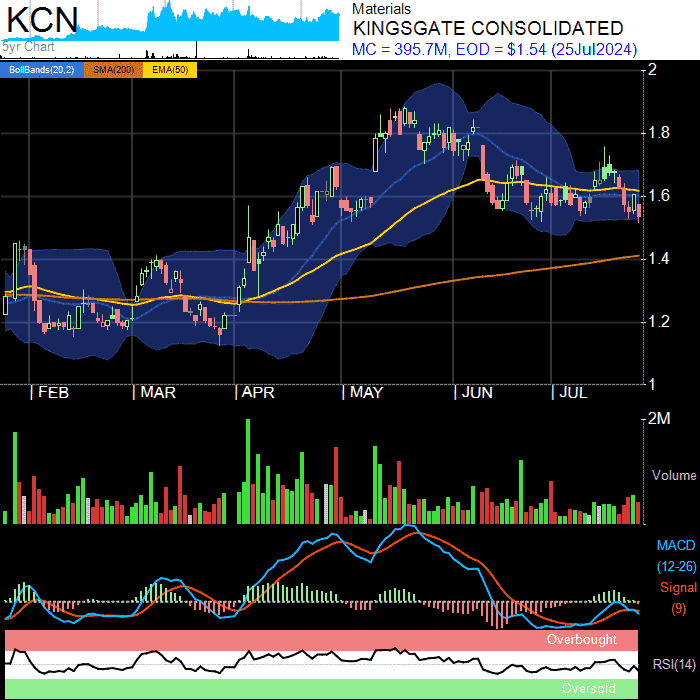 KCN
5yr Chart
Materials
KINGSGATE CONSOLIDATED
MC = 395.7M, EOD = $1.54 (25Jul2024)
BollBands(20,2) SMA(200) EMA(50)
2
1.8
1.6
1.4
1.2
1
FEB MAR APR MAY JUN JUL
2M
Volume
MACD
(12-26)
Signal
(9)
Overbought
RSI(14)
Oversold